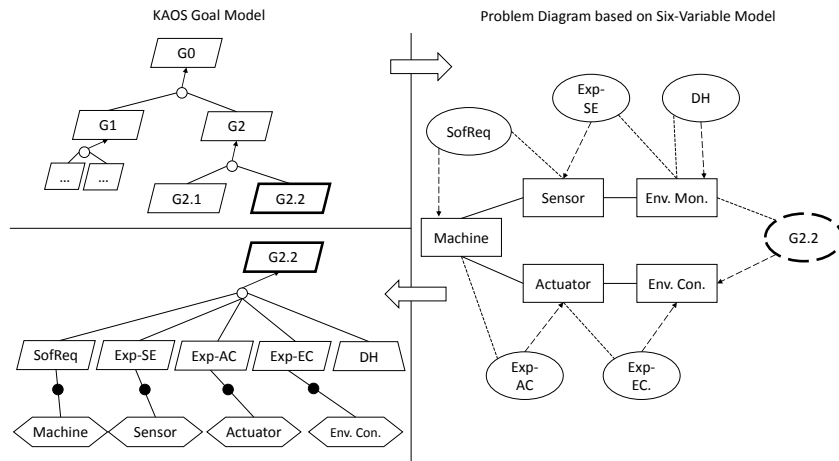 KAOS Goal Model
Problem Diagram based on Six-Variable Model
G0
G1
G2
...
...
G2.1
G2.2
G2.2
SofReq
Exp-SE
Exp-AC
Exp-EC
DH
Machine
Sensor
Actuator
Env. Con.
SofReq
Exp-
SE
DH
Sensor
Env. Mon.
Machine
G2.2
Actuator
Env. Con.
Exp-
AC
Exp-
EC.